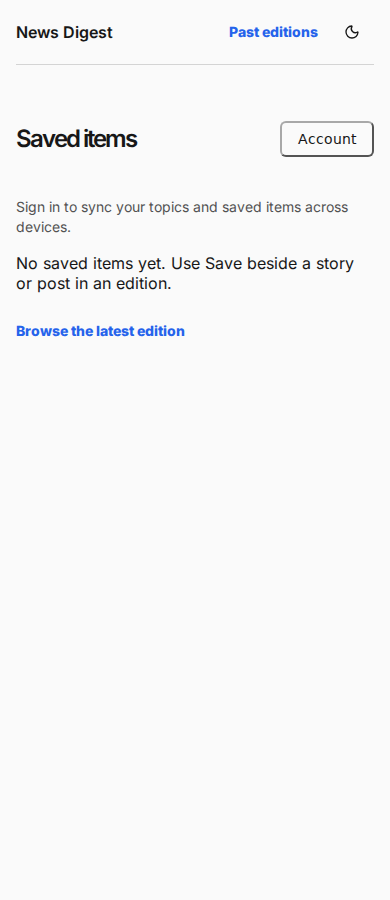 News Digest
Past editions
Saved items
Account
Sign in to sync your topics and saved items across
devices.
No saved items yet. Use Save beside a story
or post in an edition.
Browse the latest edition